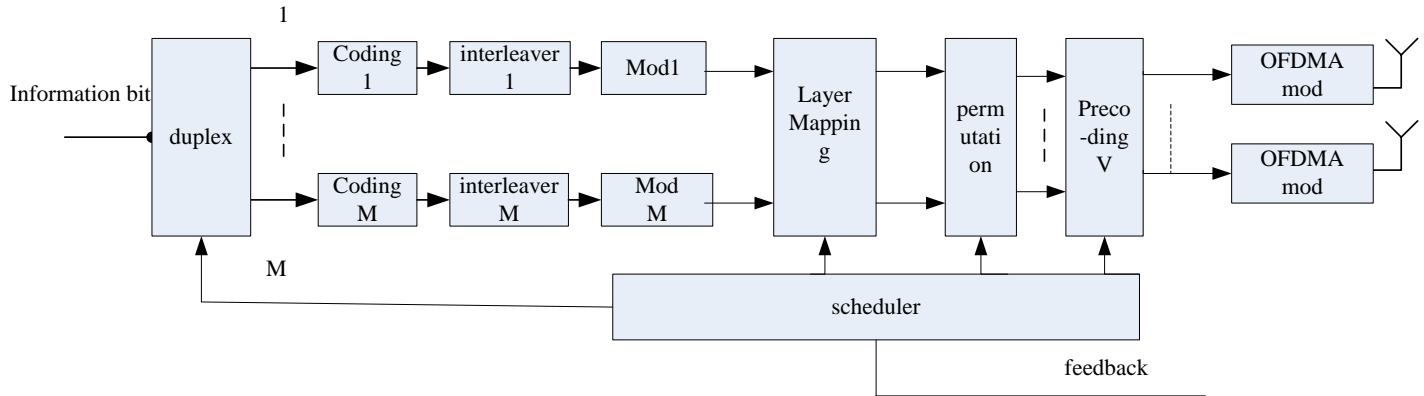 1
Information bit
duplex
Coding
1
interleaver
1
Mod1
Layer
Mappin
g
perm
utati
on
Preco
-ding
V
OFDMA
mod
OFDMA
mod
Coding
M
interleaver
M
Mod
M
M
scheduler
feedback